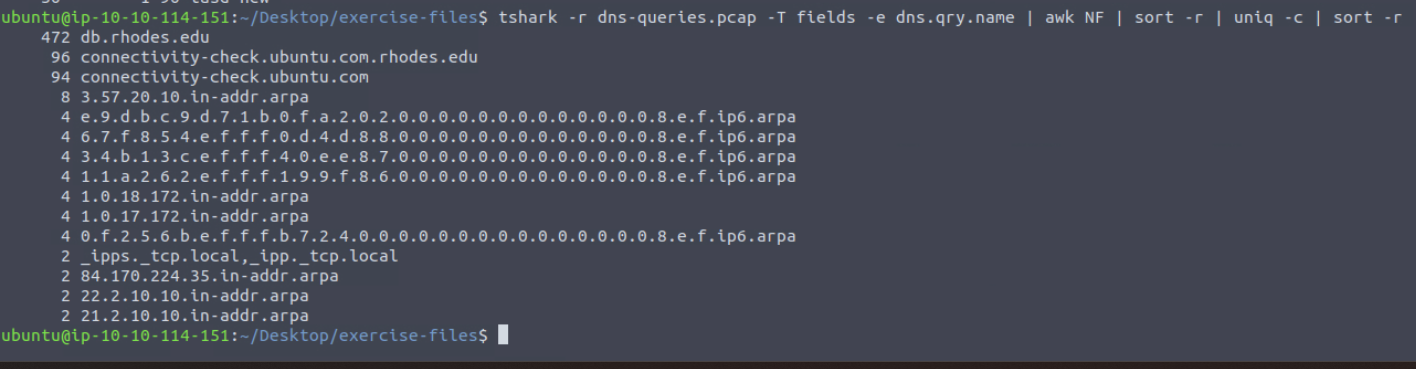 ubuntu@ip-10-10-114-151:~/Desktop/exercise-files$ tshark -r dns-queries.pcap -T fields -e dns.qry.name | awk NF | sort -r | uniq -c | sort -r
472 db.rhodes.edu
96 connectivity-check.ubuntu.com.rhodes.edu
94 connectivity-check.ubuntu.com
8 3.57.20.10.in-addr.arpa
4 e.9.d.b.c.9.d.7.1.b.0.f.a.2.0.2.0.0.0.0.0.0.0.0.0.0.0.0.0.8.e.f.ip6.arpa
4 6.7.f.8.5.4.e.f.f.f.0.d.4.d.8.8.0.0.0.0.0.0.0.0.0.0.0.0.0.8.e.f.ip6.arpa
4 3.4.b.1.3.c.e.f.f.f.4.0.e.e.8.7.0.0.0.0.0.0.0.0.0.0.0.0.0.8.e.f.ip6.arpa
4 1.1.a.2.6.2.e.f.f.f.1.9.9.f.8.6.0.0.0.0.0.0.0.0.0.0.0.0.0.8.e.f.ip6.arpa
4 1.0.18.172.in-addr.arpa
4 1.0.17.172.in-addr.arpa
4 0.f.2.5.6.b.e.f.f.f.b.7.2.4.0.0.0.0.0.0.0.0.0.0.0.0.0.0.0.8.e.f.ip6.arpa
2 _ipps._tcp.local,_ipp._tcp.local
2 84.170.224.35.in-addr.arpa
2 22.2.10.10.in-addr.arpa
2 21.2.10.10.in-addr.arpa
ubuntu@ip-10-10-114-151:~/Desktop/exercise-files$